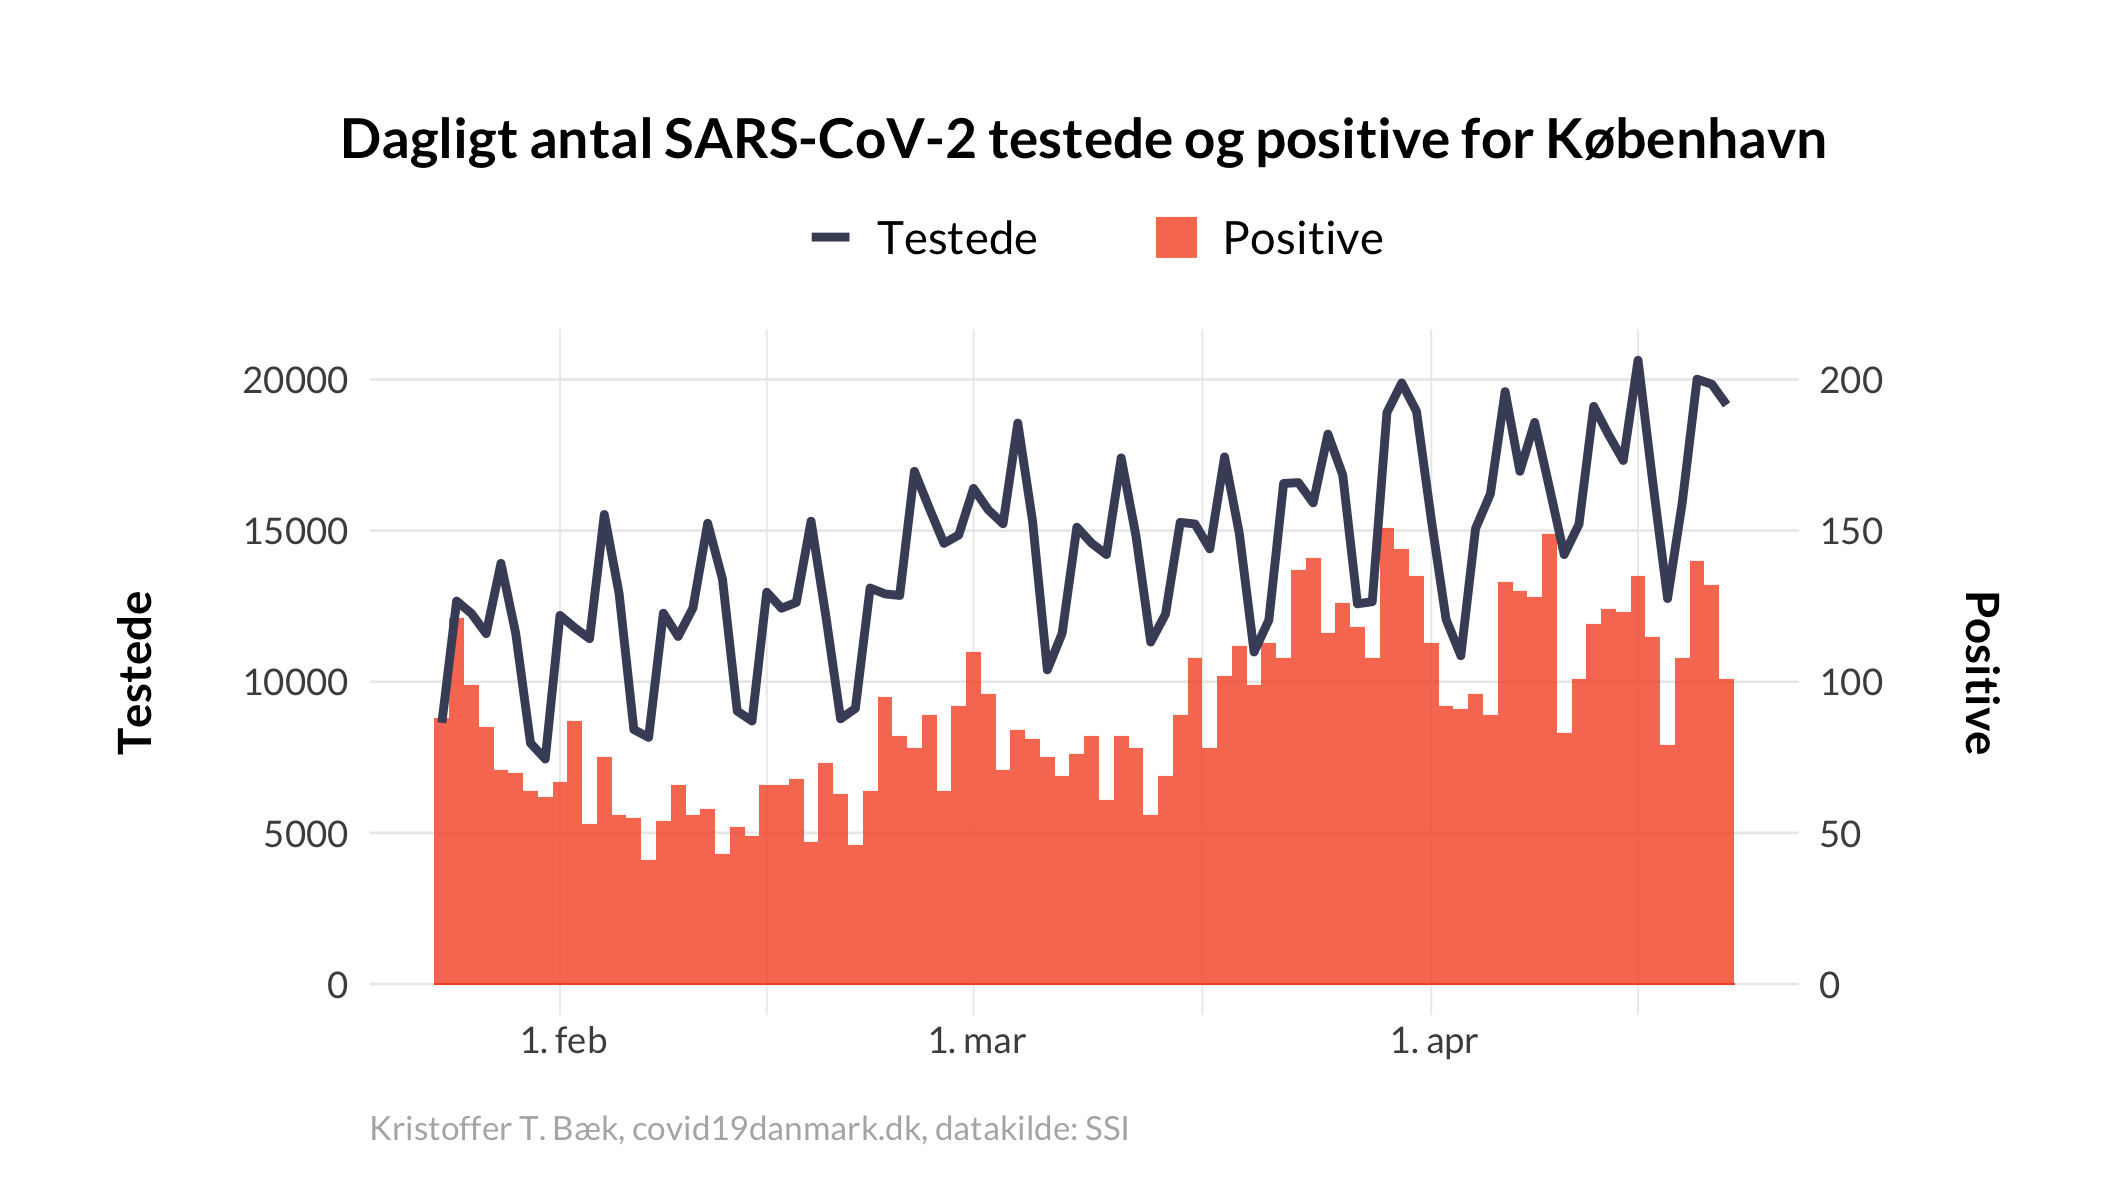 Dagligt antal SARS-CoV-2 testede og positive for København
Testede
Positive
20000
15000
10000
5000
0
Testede
200
150
100
50
0
Positive
1. feb
1. mar
1. apr
Kristoffer T. Bæk, covid19danmark.dk, datakilde: SSI